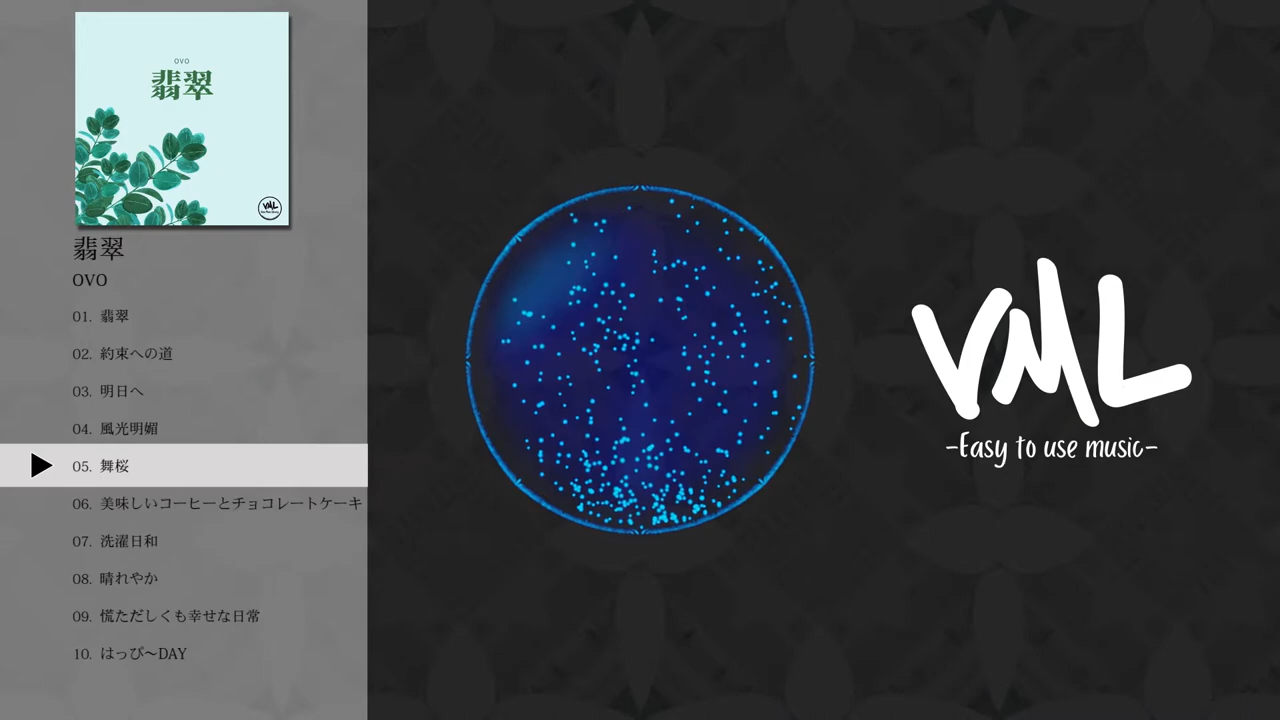 OVO
翡翠
VML
翡翠
OVO
01. 翡翠
02. 約束への道
03. 明日へ
04. 風光明媚
05. 舞桜
06. 美味しいコーヒーとチョコレートケーキ
07. 洗濯日和
08. 晴れやか
09. 慌ただしくも幸せな日常
10. はっぴ〜DAY
VML
-Easy to use music-